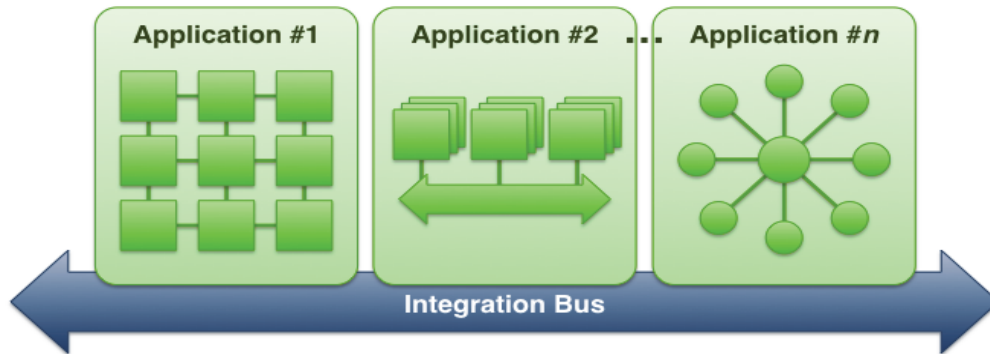 Application #1
Application #2
...
Application #n
Integration Bus